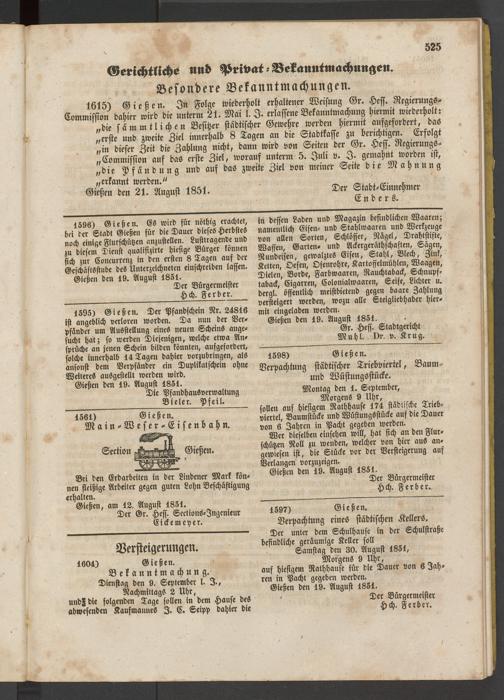 525
Gerichtliche und Privat-Bekanntmachungen.
Besondere Bekanntmachungen.
1615) Gießen. In Folge wiederholt erhaltener Weisung Gr. Hess. Regierungs-
Commission dahier wird die unterm 21. Mai l. J. erlassene Bekanntmachung hiermit wiederholt:
„die sämmtlichen Besitzer städtischer Gewehre werden hiermit aufgefordert, das
„erste und zweite Ziel innerhalb 8 Tagen an die Stadtkasse zu berichtigen. Erfolgt
„in dieser Zeit die Zahlung nicht, dann wird von Seiten der Gr. Hess. Regierungs-
„Commission auf das erste Ziel, worauf unterm 5. Juli v. J. gemahnt worden ist,
„die Pfändung und auf das zweite Ziel von meiner Seite die Mahnung
„erkannt werden.“
Gießen den 21. August 1851.
Der Stadt-Einnehmer
Enders.
1596) Gießen. Es wird für nöthig erachtet,
bei der Stadt Gießen für die Dauer dieses Herbstes
noch einige Flurschützen anzustellen. Lusttragende und
zu diesem Dienst qualifizirte hiesige Bürger können
sich zur Concurrenz in den ersten 8 Tagen auf der
Geschäftsstube des Unterzeichneten einschreiben lassen.
Gießen den 19. August 1851.
Der Bürgermeister
Hch. Ferber.
1595) Gießen. Der Pfandschein Nr. 24816
ist angeblich verloren worden. Da nun der Ver-
pfänder um Ausstellung eines neuen Scheins ange-
sucht hat; so werden Diejenigen, welche etwa An-
sprüche an jenen Schein bilden könnten, aufgefordert,
solche innerhalb 14 Tagen dahier vorzubringen, als
ansonst dem Verpfänder ein Duplikatschein ohne
Weiteres ausgestellt werden wird.
Gießen den 19. August 1851.
Die Pfandhausverwaltung
Bieler. Pfeil.
1561) Gießen.
Main-Weser-Eisenbahn.
Section Gießen.
Bei den Erdarbeiten in der Lindener Mark kön-
nen fleißige Arbeiter gegen guten Lohn Beschäftigung
erhalten.
Gießen, am 12. August 1851.
Der Gr. Hess. Sections-Ingenieur
Eickemeyer.
Versteigerungen.
1604) Gießen.
Bekanntmachung.
Dienstag den 9. September l. J.,
Nachmittags 2 Uhr,
und die folgenden Tage sollen in dem Hause des
abwesenden Kaufmannes J. C. Seipp dahier die
in dessen Laden und Magazin befindlichen Waaren;
namentlich Eisen- und Stahlwaaren und Werkzeuge
von allen Sorten, Schlösser, Nägel, Drahtstifte,
Waffen, Garten- und Ackergeräthschaften, Sägen,
Rundeisen, gewalztes Eisen, Stahl, Blech, Zink,
Ketten, Oefen, Ofenrohre, Kartoffelmühlen, Waagen,
Dielen, Borde, Farbwaaren, Rauchtaback, Schnupf-
taback, Cigarren, Colonialwaaren, Seife, Lichter u.
dergl. öffentlich meistbietend gegen baare Zahlung
versteigert werden, wozu alle Steigliebhaber hier-
mit eingeladen werden.
Gießen den 19. August 1851.
Gr. Hess. Stadtgericht
Muhl. Dr. v. Krug.
1598) Gießen.
Verpachtung städtischer Triebviertel, Baum-
und Wüstungsstücke.
Montag den 1. September,
Morgens 9 Uhr,
sollen auf hiesigem Rathhause 174 städtische Trieb-
viertel, Baumstücke und Wüstungsstücke auf die Dauer
von 6 Jahren in Pacht gegeben werden.
Wer dieselben einsehen will, hat sich an den Flur-
schützen Noll zu wenden, welcher von hier aus an-
gewiesen ist, die Stücke vor der Versteigerung auf
Verlangen vorzuzeigen.
Gießen den 19. August 1851.
Der Bürgermeister
Hch. Ferber.
1597) Gießen.
Verpachtung eines städtischen Kellers.
Der unter dem Schulhause in der Schulstraße
befindliche geräumige Keller soll
Samstag den 30. August 1851,
Morgens 9 Uhr,
auf hiesigem Rathhause für die Dauer von 6 Jah-
ren in Pacht gegeben werden.
Gießen den 19. August 1851.
Der Bürgermeister
Hch. Ferber.